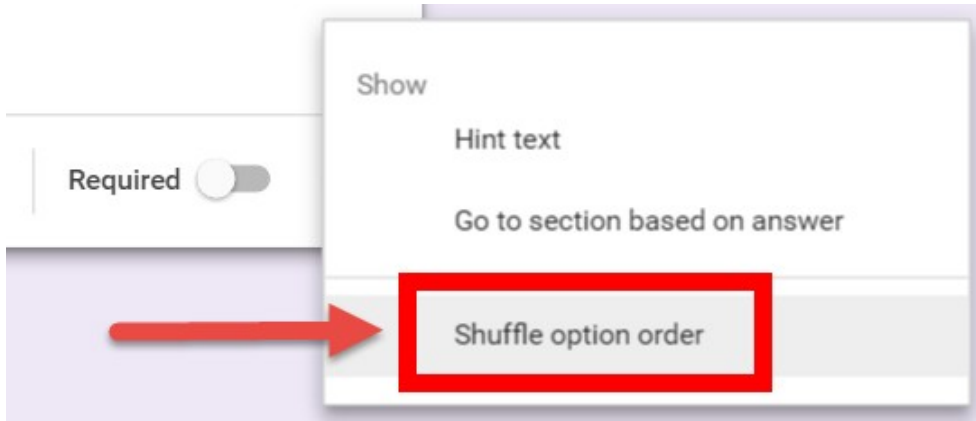 Show
Hint text
Required
Go to section based on answer
Shuffle option order